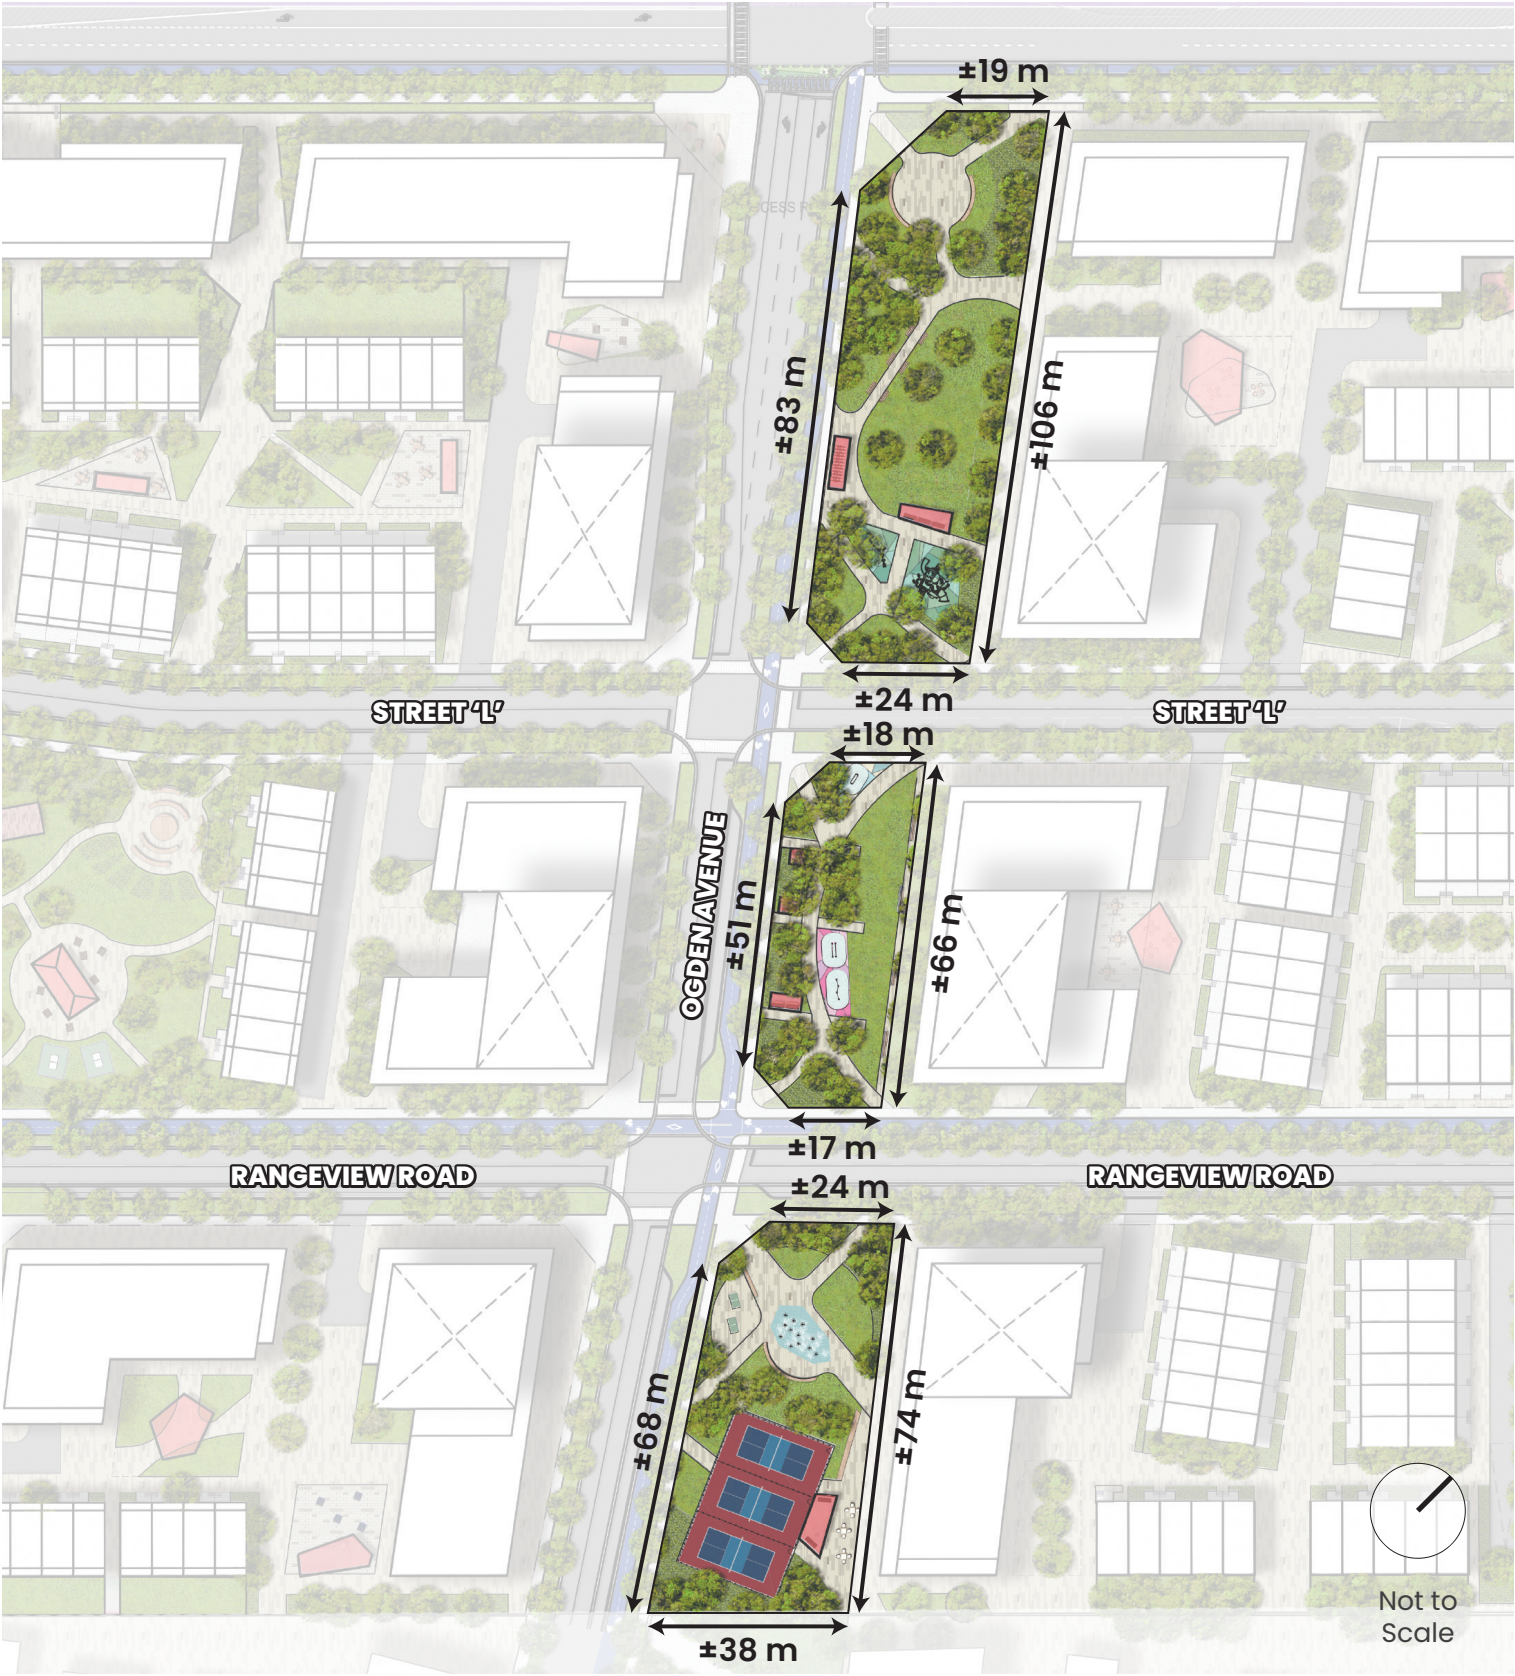 ±19 m
CESS R
±83 m
±106 m
±24 m
STREET ‘L’
STREET ‘L’
±18 m
OGDEN AVENUE
±51 m
±66 m
±17 m
RANGEVIEW ROAD
RANGEVIEW ROAD
±24 m
±68 m
±74 m
Not to
Scale
±38 m